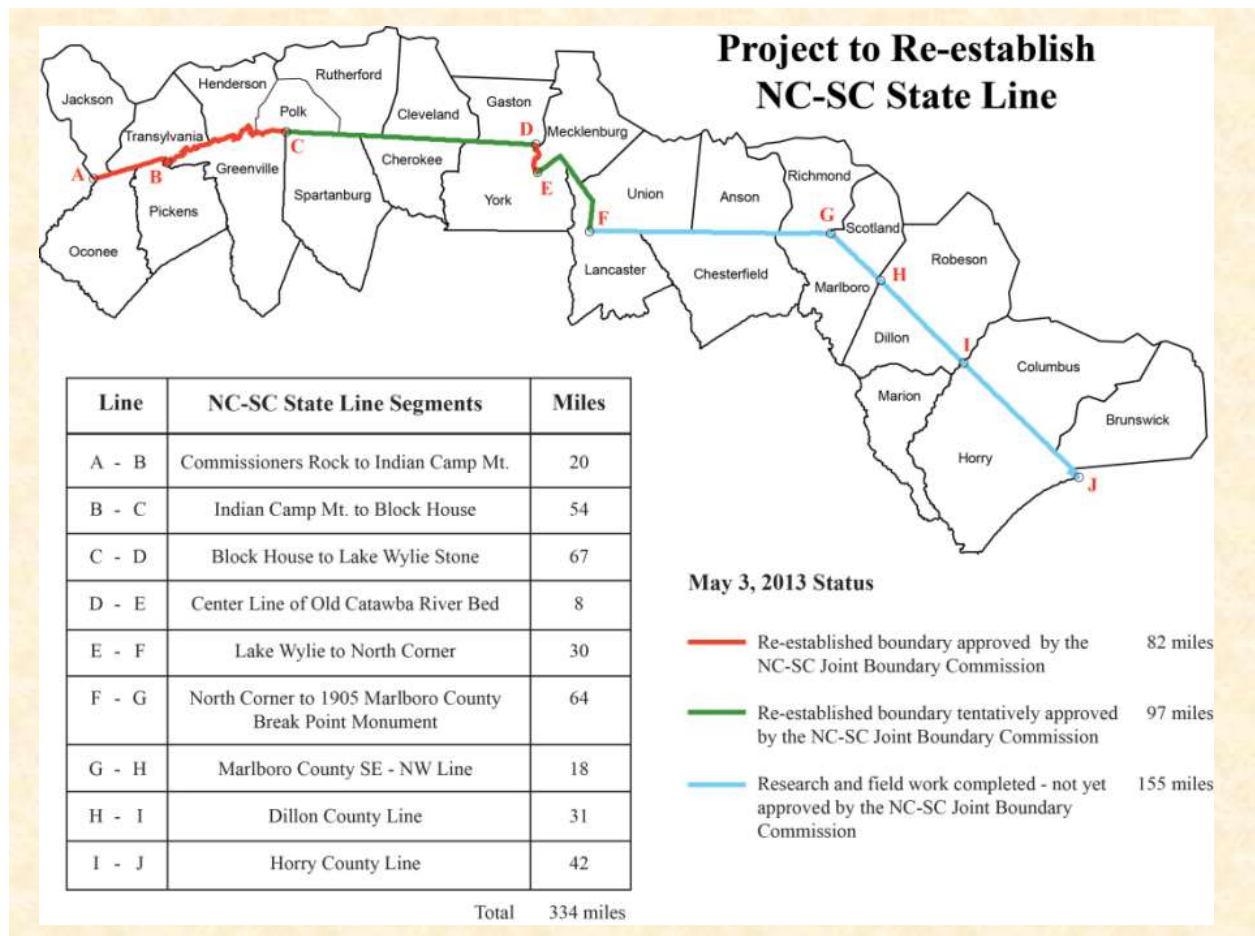 Project to Re-establish
NC-SC State Line
Jackson
Transylvania
Henderson
Rutherford
Polk
Cleveland
Gaston
Mecklenburg
A
B
C
D
E
Greenville
Cherokee
Spartanburg
York
Pickens
Oconee
Union
Anson
Richmond
F
G
Scotland
Lancaster
Chesterfield
Marlboro
H
Robeson
Dillon
I
Columbus
Marion
Brunswick
Horry
J
Line NC-SC State Line Segments Miles
A - B Commissioners Rock to Indian Camp Mt. 20
B - C Indian Camp Mt. to Block House 54
C - D Block House to Lake Wylie Stone 67
D - E Center Line of Old Catawba River Bed 8
E - F Lake Wylie to North Corner 30
F - G North Corner to 1905 Marlboro County 64
Break Point Monument
G - H Marlboro County SE - NW Line 18
H - I Dillon County Line 31
I - J Horry County Line 42
Total 334 miles
May 3, 2013 Status
Re-established boundary approved by the 82 miles
NC-SC Joint Boundary Commission
Re-established boundary tentatively approved 97 miles
by the NC-SC Joint Boundary Commission
Research and field work completed - not yet 155 miles
approved by the NC-SC Joint Boundary
Commission